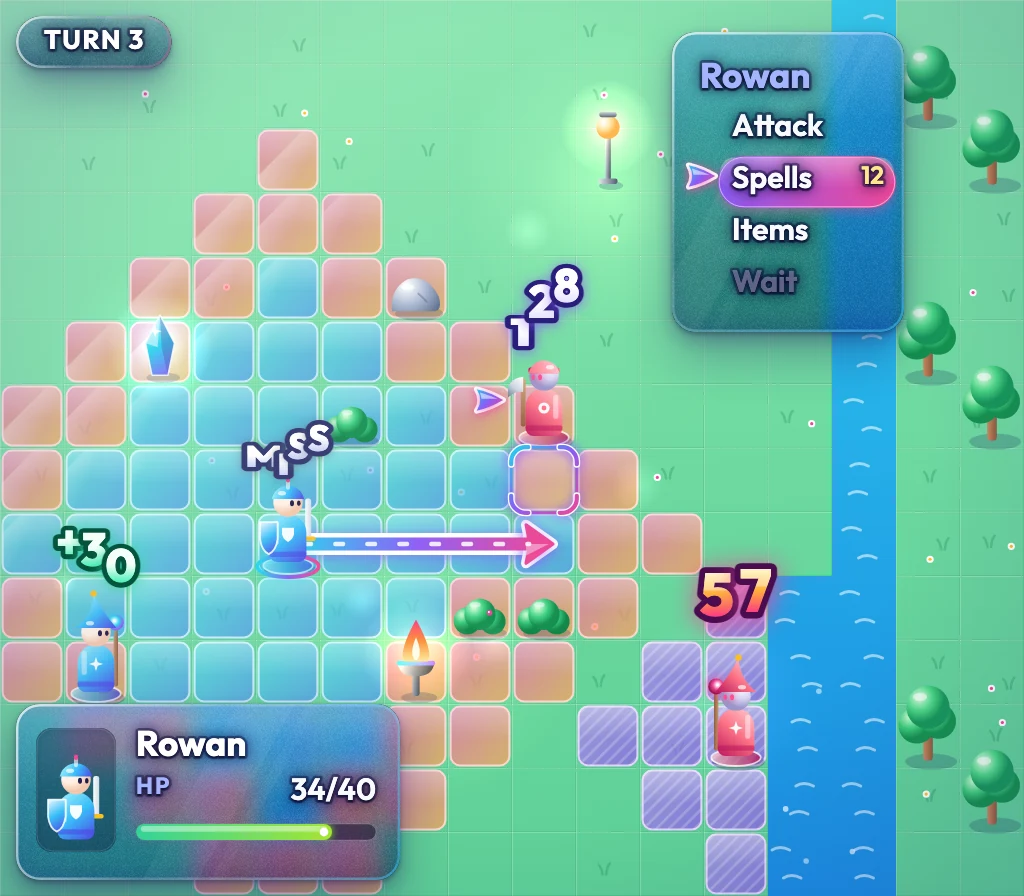 TURN 3
Rowan
Attack
Spells 12
Items
Wait
128
MISS
+30
57
Rowan
HP 34/40